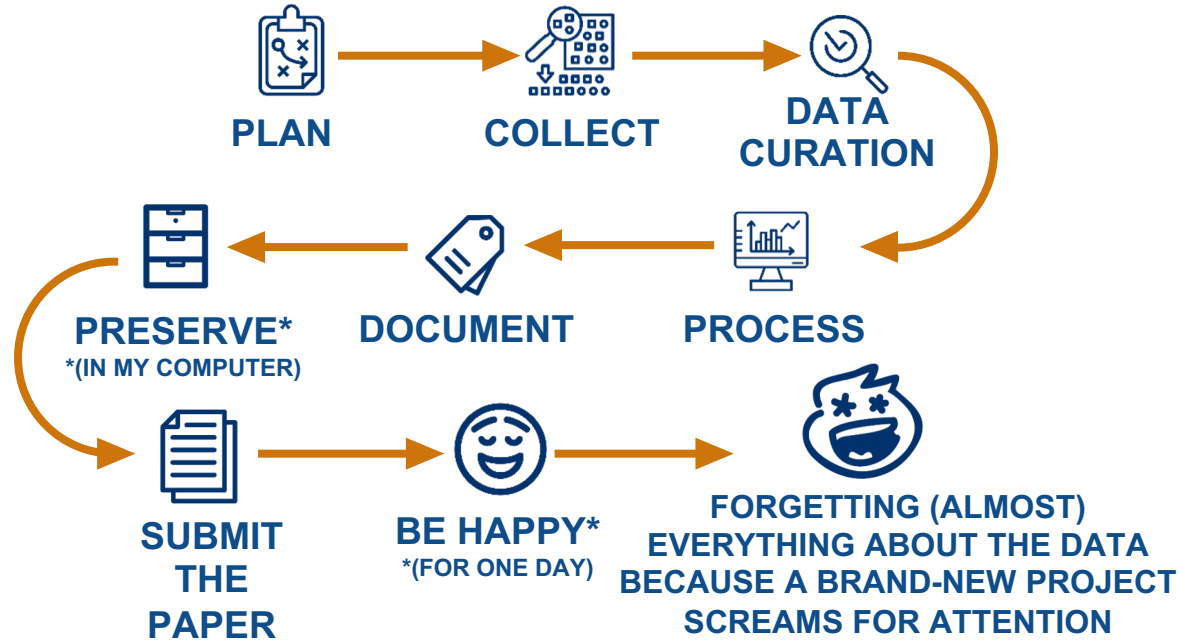 PLAN
COLLECT
DATA
CURATION
PROCESS
DOCUMENT
PRESERVE*
*(IN MY COMPUTER)
SUBMIT
THE
PAPER
BE HAPPY*
*(FOR ONE DAY)
FORGETTING (ALMOST)
EVERYTHING ABOUT THE DATA
BECAUSE A BRAND-NEW PROJECT
SCREAMS FOR ATTENTION